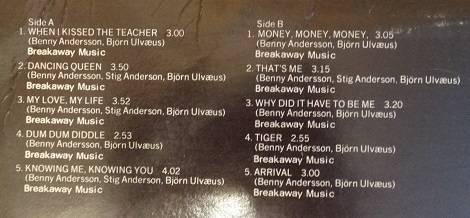 Side A
1. WHEN I KISSED THE TEACHER 3.00
(Benny Andersson, Björn Ulvæus)
Breakaway Music
2. DANCING QUEEN 3.50
(Benny Andersson, Stig Anderson, Björn Ulvæus)
Breakaway Music
3. MY LOVE, MY LIFE 3.52
(Benny Andersson, Stig Anderson, Björn Ulvæus)
Breakaway Music
4. DUM DUM DIDDLE 2.53
(Benny Andersson, Björn Ulvæus)
Breakaway Music
5. KNOWING ME, KNOWING YOU 4.02
(Benny Andersson, Stig Anderson, Björn Ulvæus)
Breakaway Music
Side B
1. MONEY, MONEY, MONEY, 3.05
(Benny Andersson, Björn Ulvæus)
Breakaway Music
2. THAT'S ME 3.15
(Benny Andersson, Stig Anderson, Björn Ulvæus)
Breakaway Music
3. WHY DID IT HAVE TO BE ME 3.20
(Benny Andersson, Björn Ulvæus)
Breakaway Music
4. TIGER 2.55
(Benny Andersson, Björn Ulvæus)
Breakaway Music
5. ARRIVAL 3.00
(Benny Andersson, Björn Ulvæus)
Breakaway Music